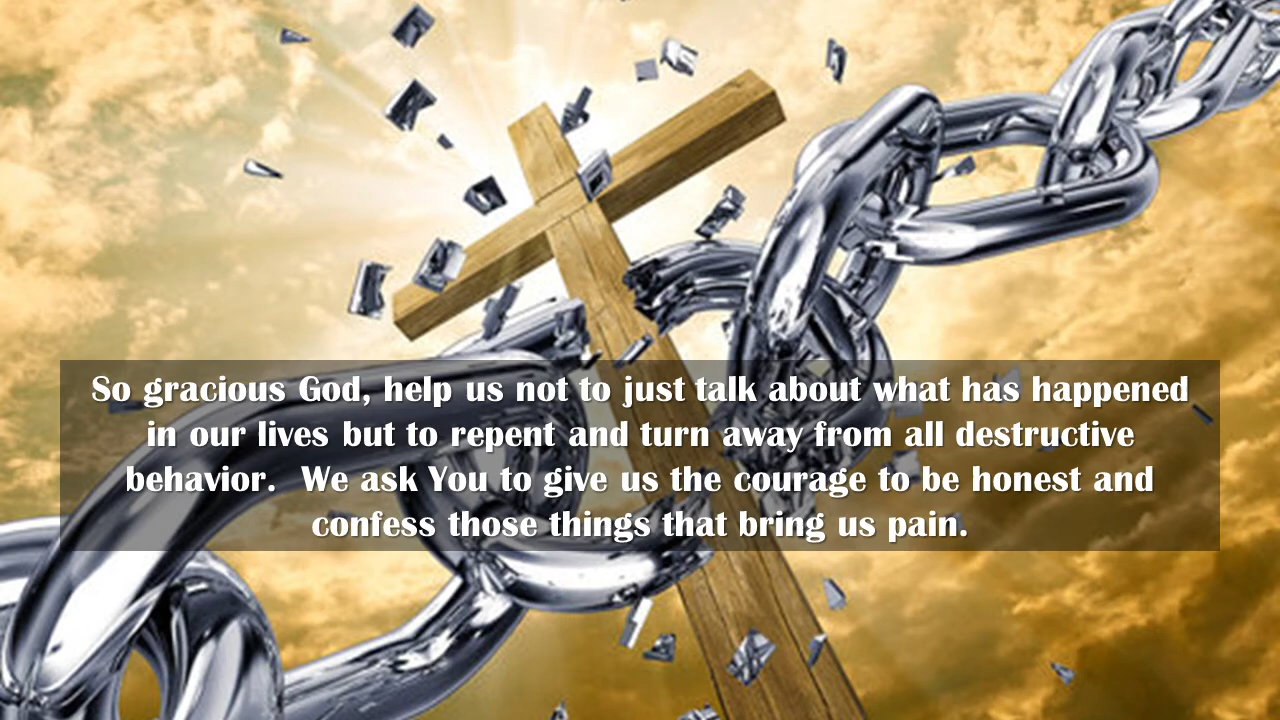 So gracious God, help us not to just talk about what has happened
in our lives but to repent and turn away from all destructive
behavior.  We ask You to give us the courage to be honest and
confess those things that bring us pain.